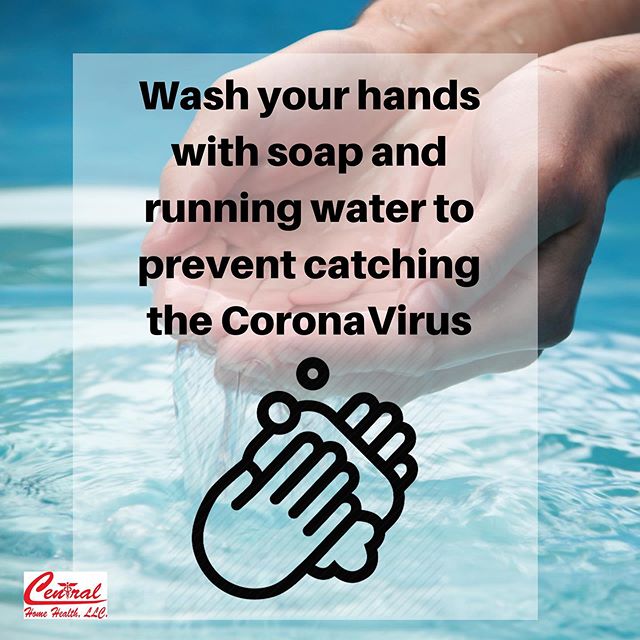 Wash your hands
with soap and
running water to
prevent catching
the CoronaVirus
Central
Home Health, LLC.